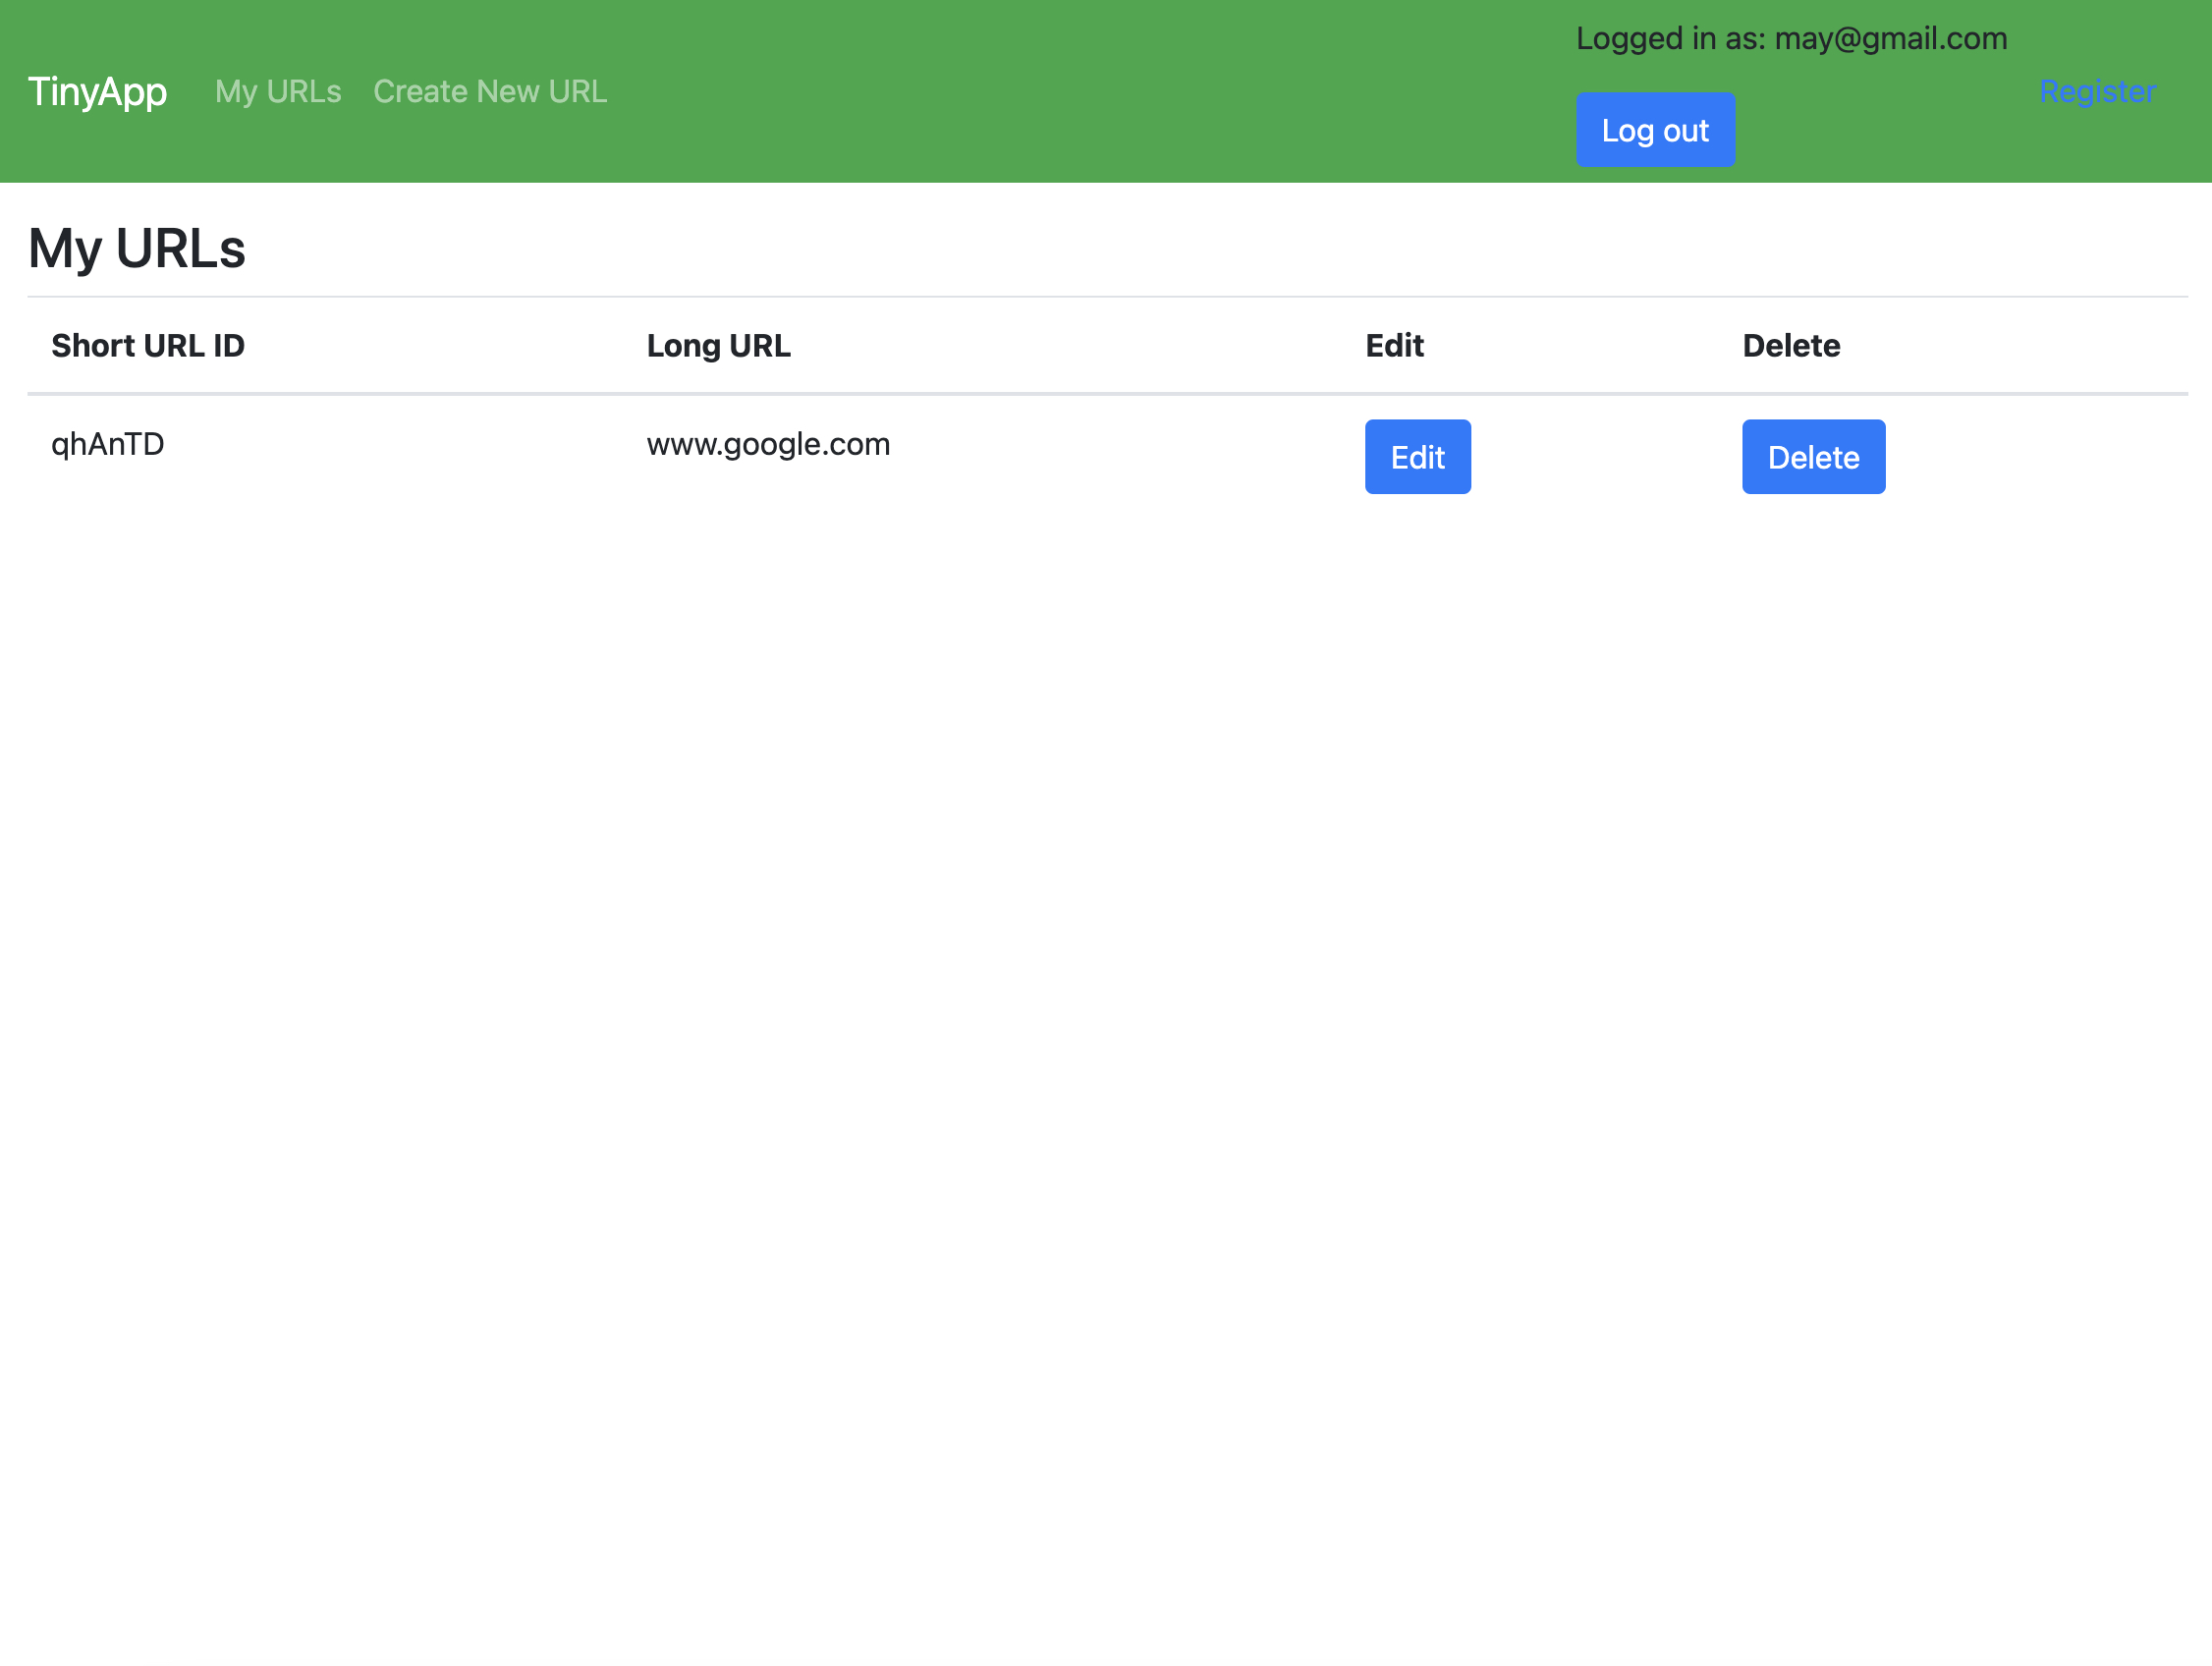 Logged in as: may@gmail.com
TinyApp My URLs Create New URL Register
Log out
My URLs
Short URL ID Long URL Edit Delete
qhAnTD www.google.com Edit Delete